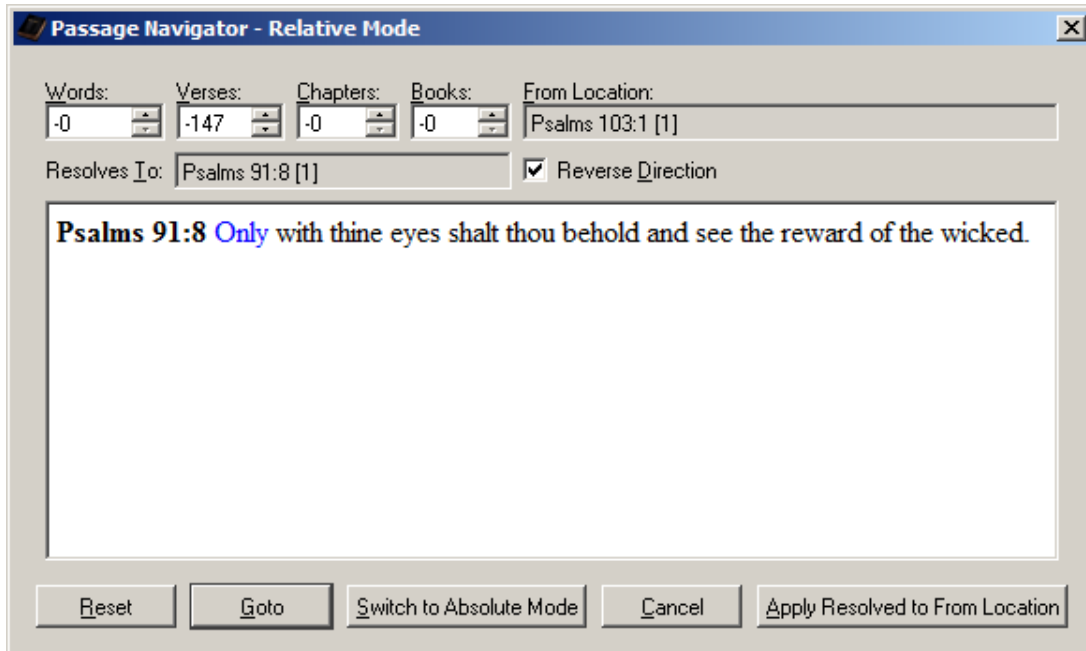 Passage Navigator - Relative Mode
Words: Verses: Chapters: Books: From Location:
-0 -147 -0 -0 Psalms 103:1 [1]
Resolves To: Psalms 91:8 [1] Reverse Direction
Psalms 91:8 Only with thine eyes shalt thou behold and see the reward of the wicked.
Reset Goto Switch to Absolute Mode Cancel Apply Resolved to From Location